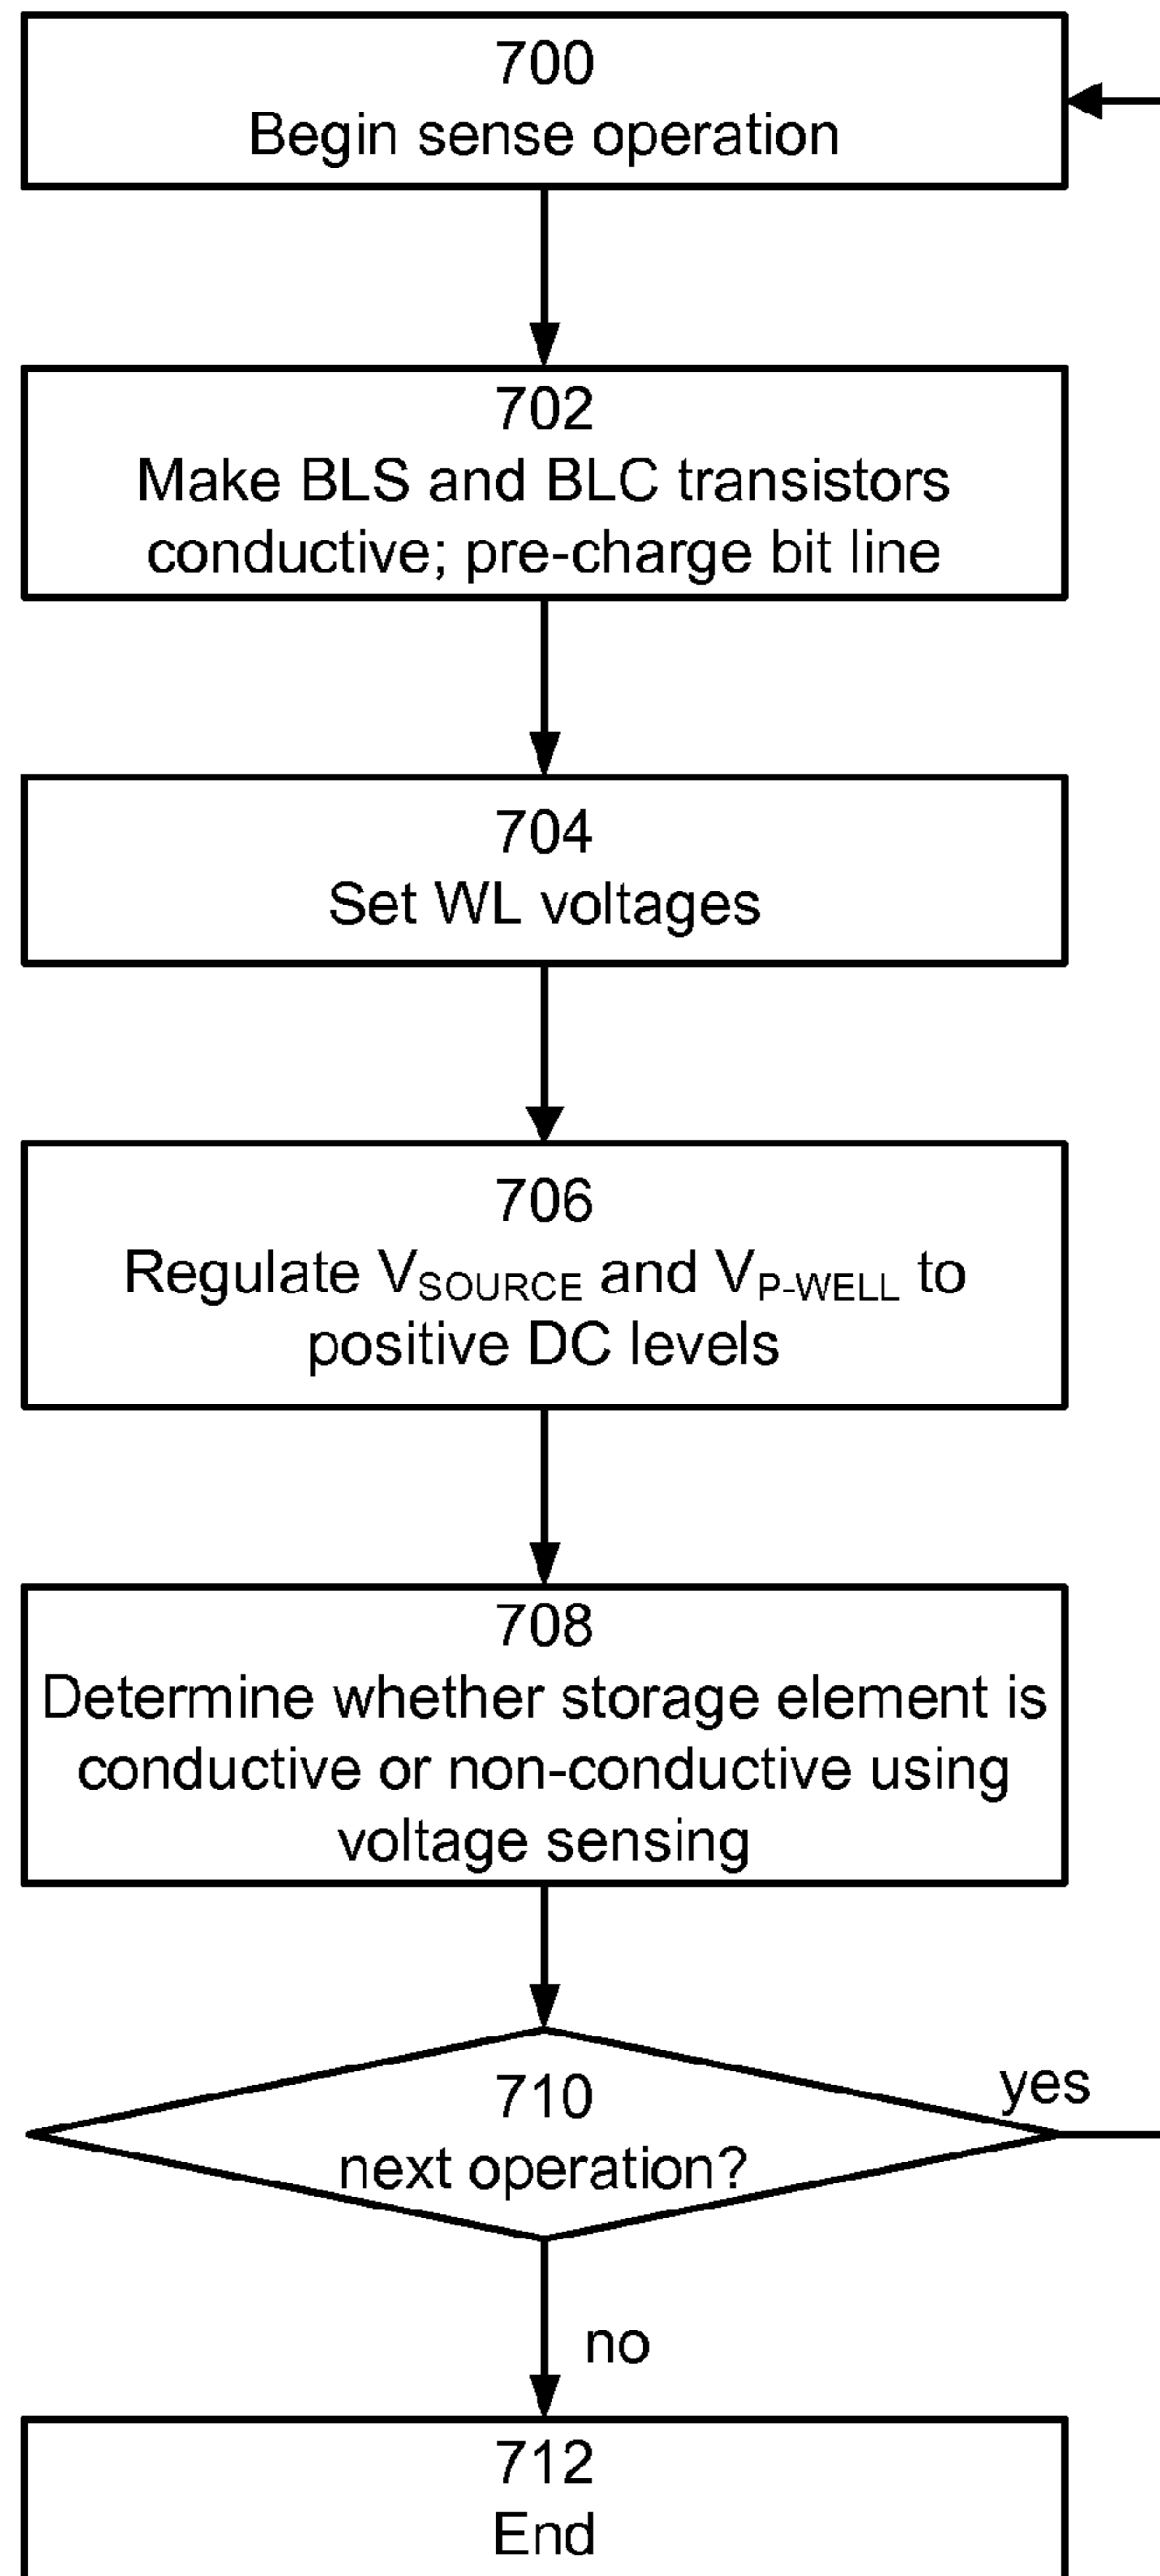 700
Begin sense operation
702
Make BLS and BLC transistors
conductive; pre-charge bit line
704
Set WL voltages
706
Regulate VSOURCE and VP-WELL to
positive DC levels
708
Determine whether storage element is
conductive or non-conductive using
voltage sensing
710
next operation?
yes
no
712
End